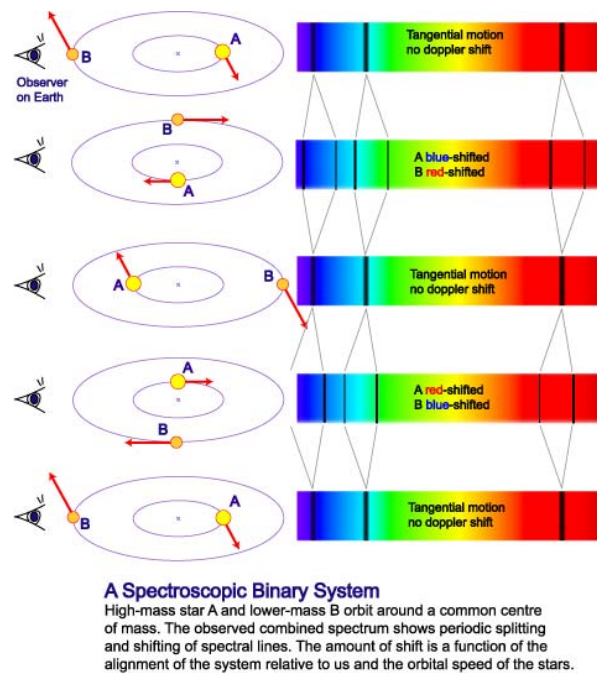 A
B
Tangential motion
no doppler shift
Observer
on Earth
B
A
A blue-shifted
B red-shifted
A
B
Tangential motion
no doppler shift
A
B
A red-shifted
B blue-shifted
A
B
Tangential motion
no doppler shift
A Spectroscopic Binary System
High-mass star A and lower-mass B orbit around a common centre
of mass. The observed combined spectrum shows periodic splitting
and shifting of spectral lines. The amount of shift is a function of the
alignment of the system relative to us and the orbital speed of the stars.